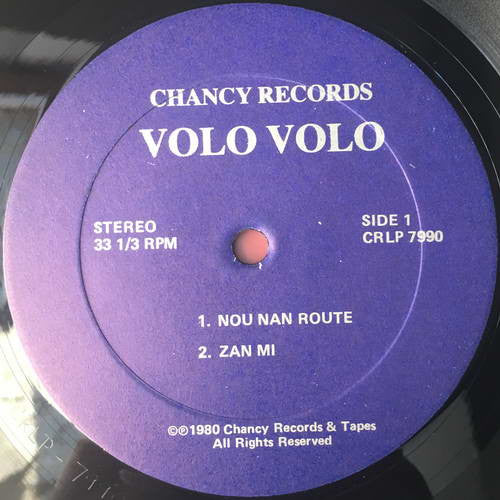 CHANCY RECORDS
VOLO VOLO
STEREO
33 1/3 RPM
SIDE 1
CRLP 7990
1. NOU NAN ROUTE
2. ZAN MI
©℗1980 Chancy Records & Tapes
All Rights Reserved